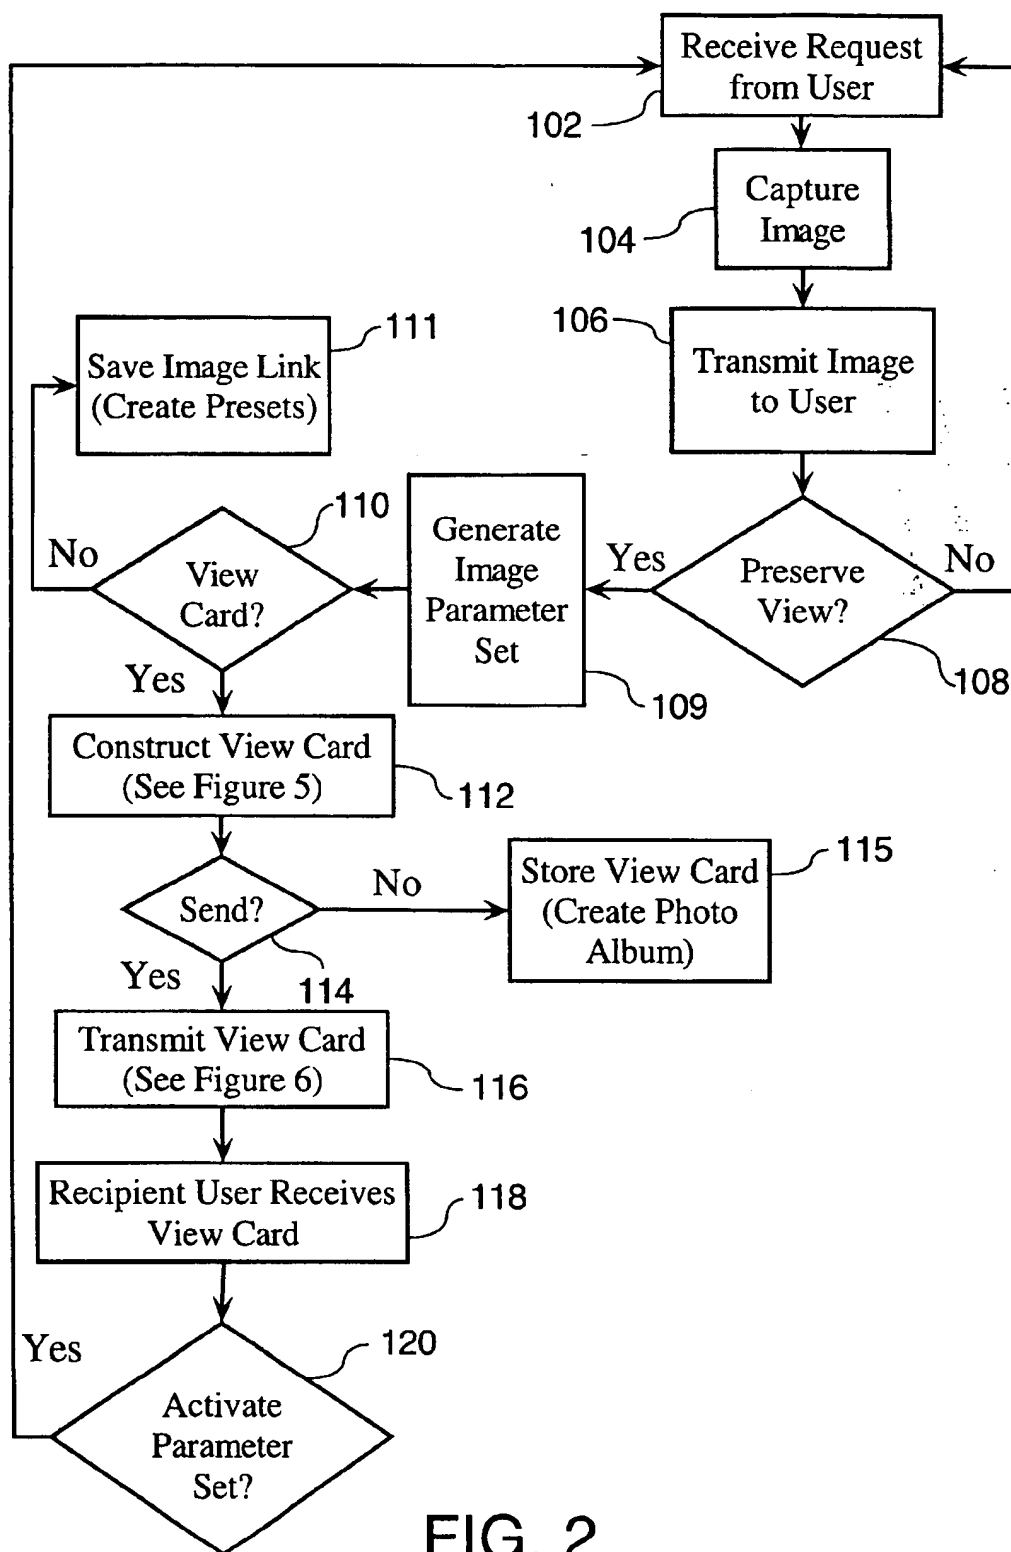 Receive Request
from User
102
Capture
Image
104
106
Transmit Image
to User
111
Save Image Link
(Create Presets)
110
No
View
Card?
Generate
Image
Parameter
Set
109
Yes
Preserve
View?
No
108
Yes
Construct View Card
(See Figure 5)
112
Send?
No
Store View Card
(Create Photo
Album)
115
114
Yes
Transmit View Card
(See Figure 6)
116
Recipient User Receives
View Card
118
Yes
120
Activate
Parameter
Set?
FIG. 2